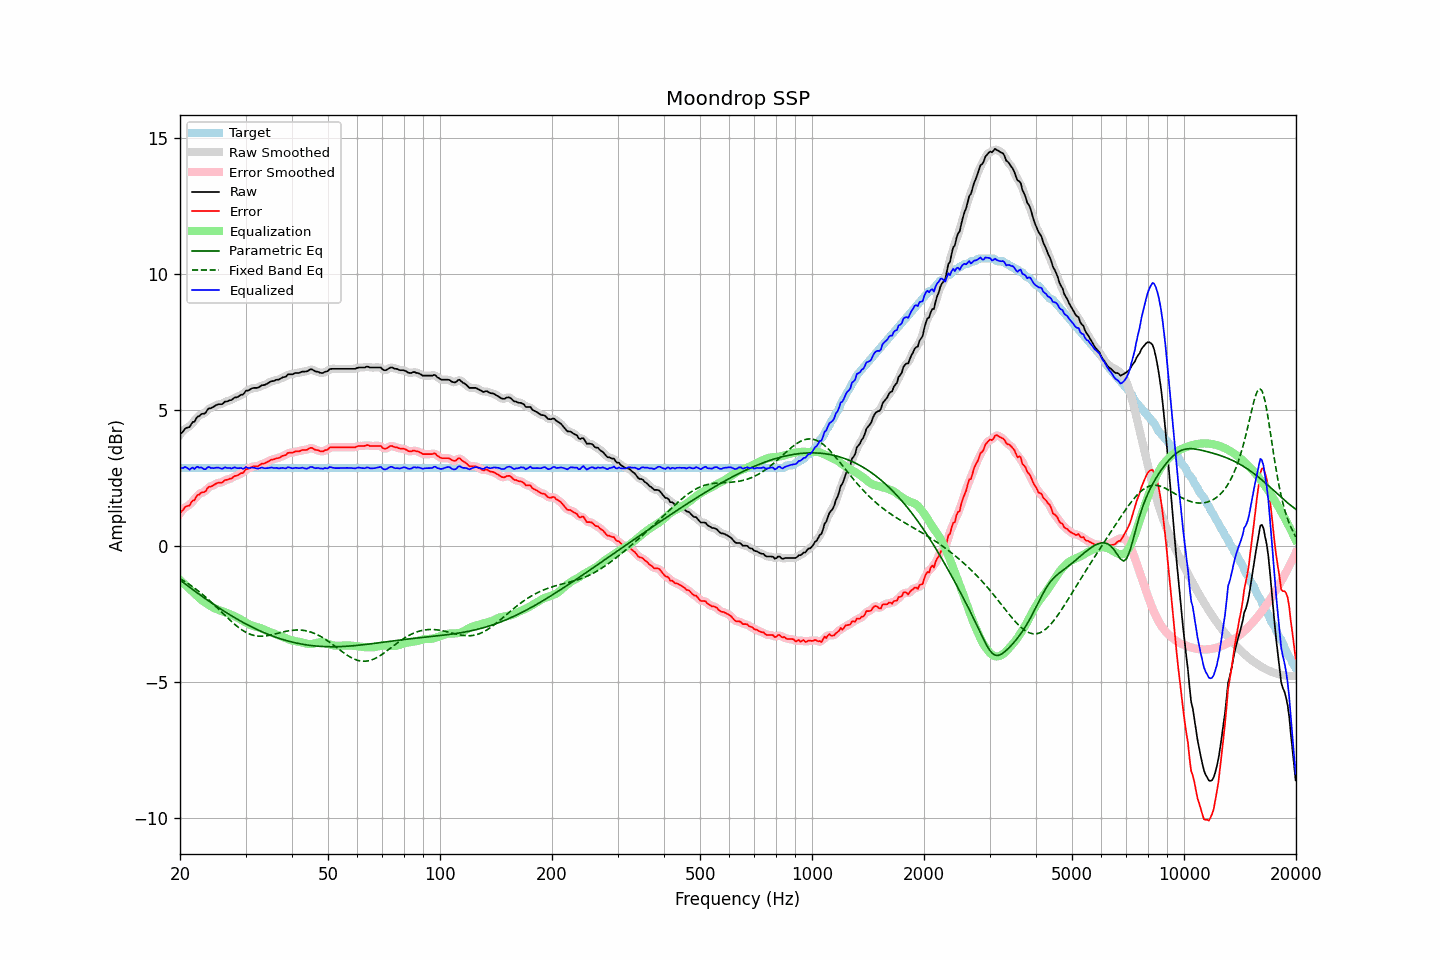 Moondrop SSP
Target
Raw Smoothed
Error Smoothed
Raw
Error
Equalization
Parametric Eq
Fixed Band Eq
Equalized
Amplitude (dBr)
15
10
5
0
−5
−10
20 50 100 200 500 1000 2000 5000 10000 20000
Frequency (Hz)